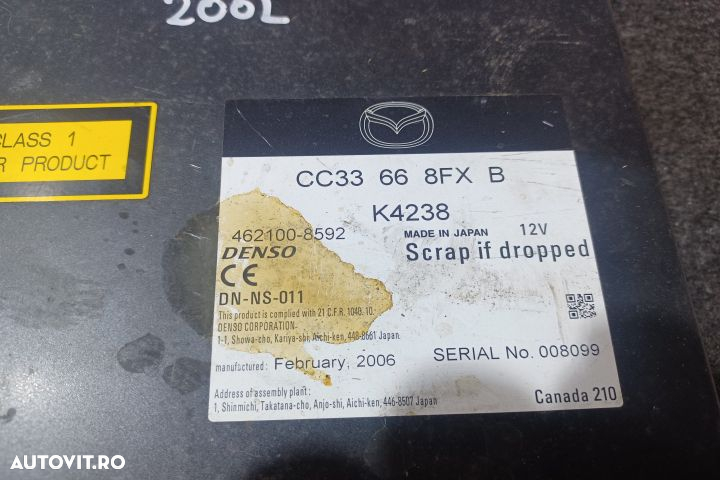 200L
CLASS 1
R PRODUCT
CC33 66 8FX B
K4238
462100-8592 MADE IN JAPAN 12V
DENSO Scrap if dropped
CE
DN-NS-011
This product is complied with 21 C.F.R. 1040. 10.
DENSO CORPORATION
1-1, Showa-cho, Kariya-shi, Aichi-ken, 448-8661 Japan
manufactured: February, 2006 SERIAL No. 008099
Address of assembly plant:
1, Shinmichi, Takatana-cho, Anjo-shi, Aichi-ken, 446-8507 Japan
Canada 210
AUTOVIT.RO